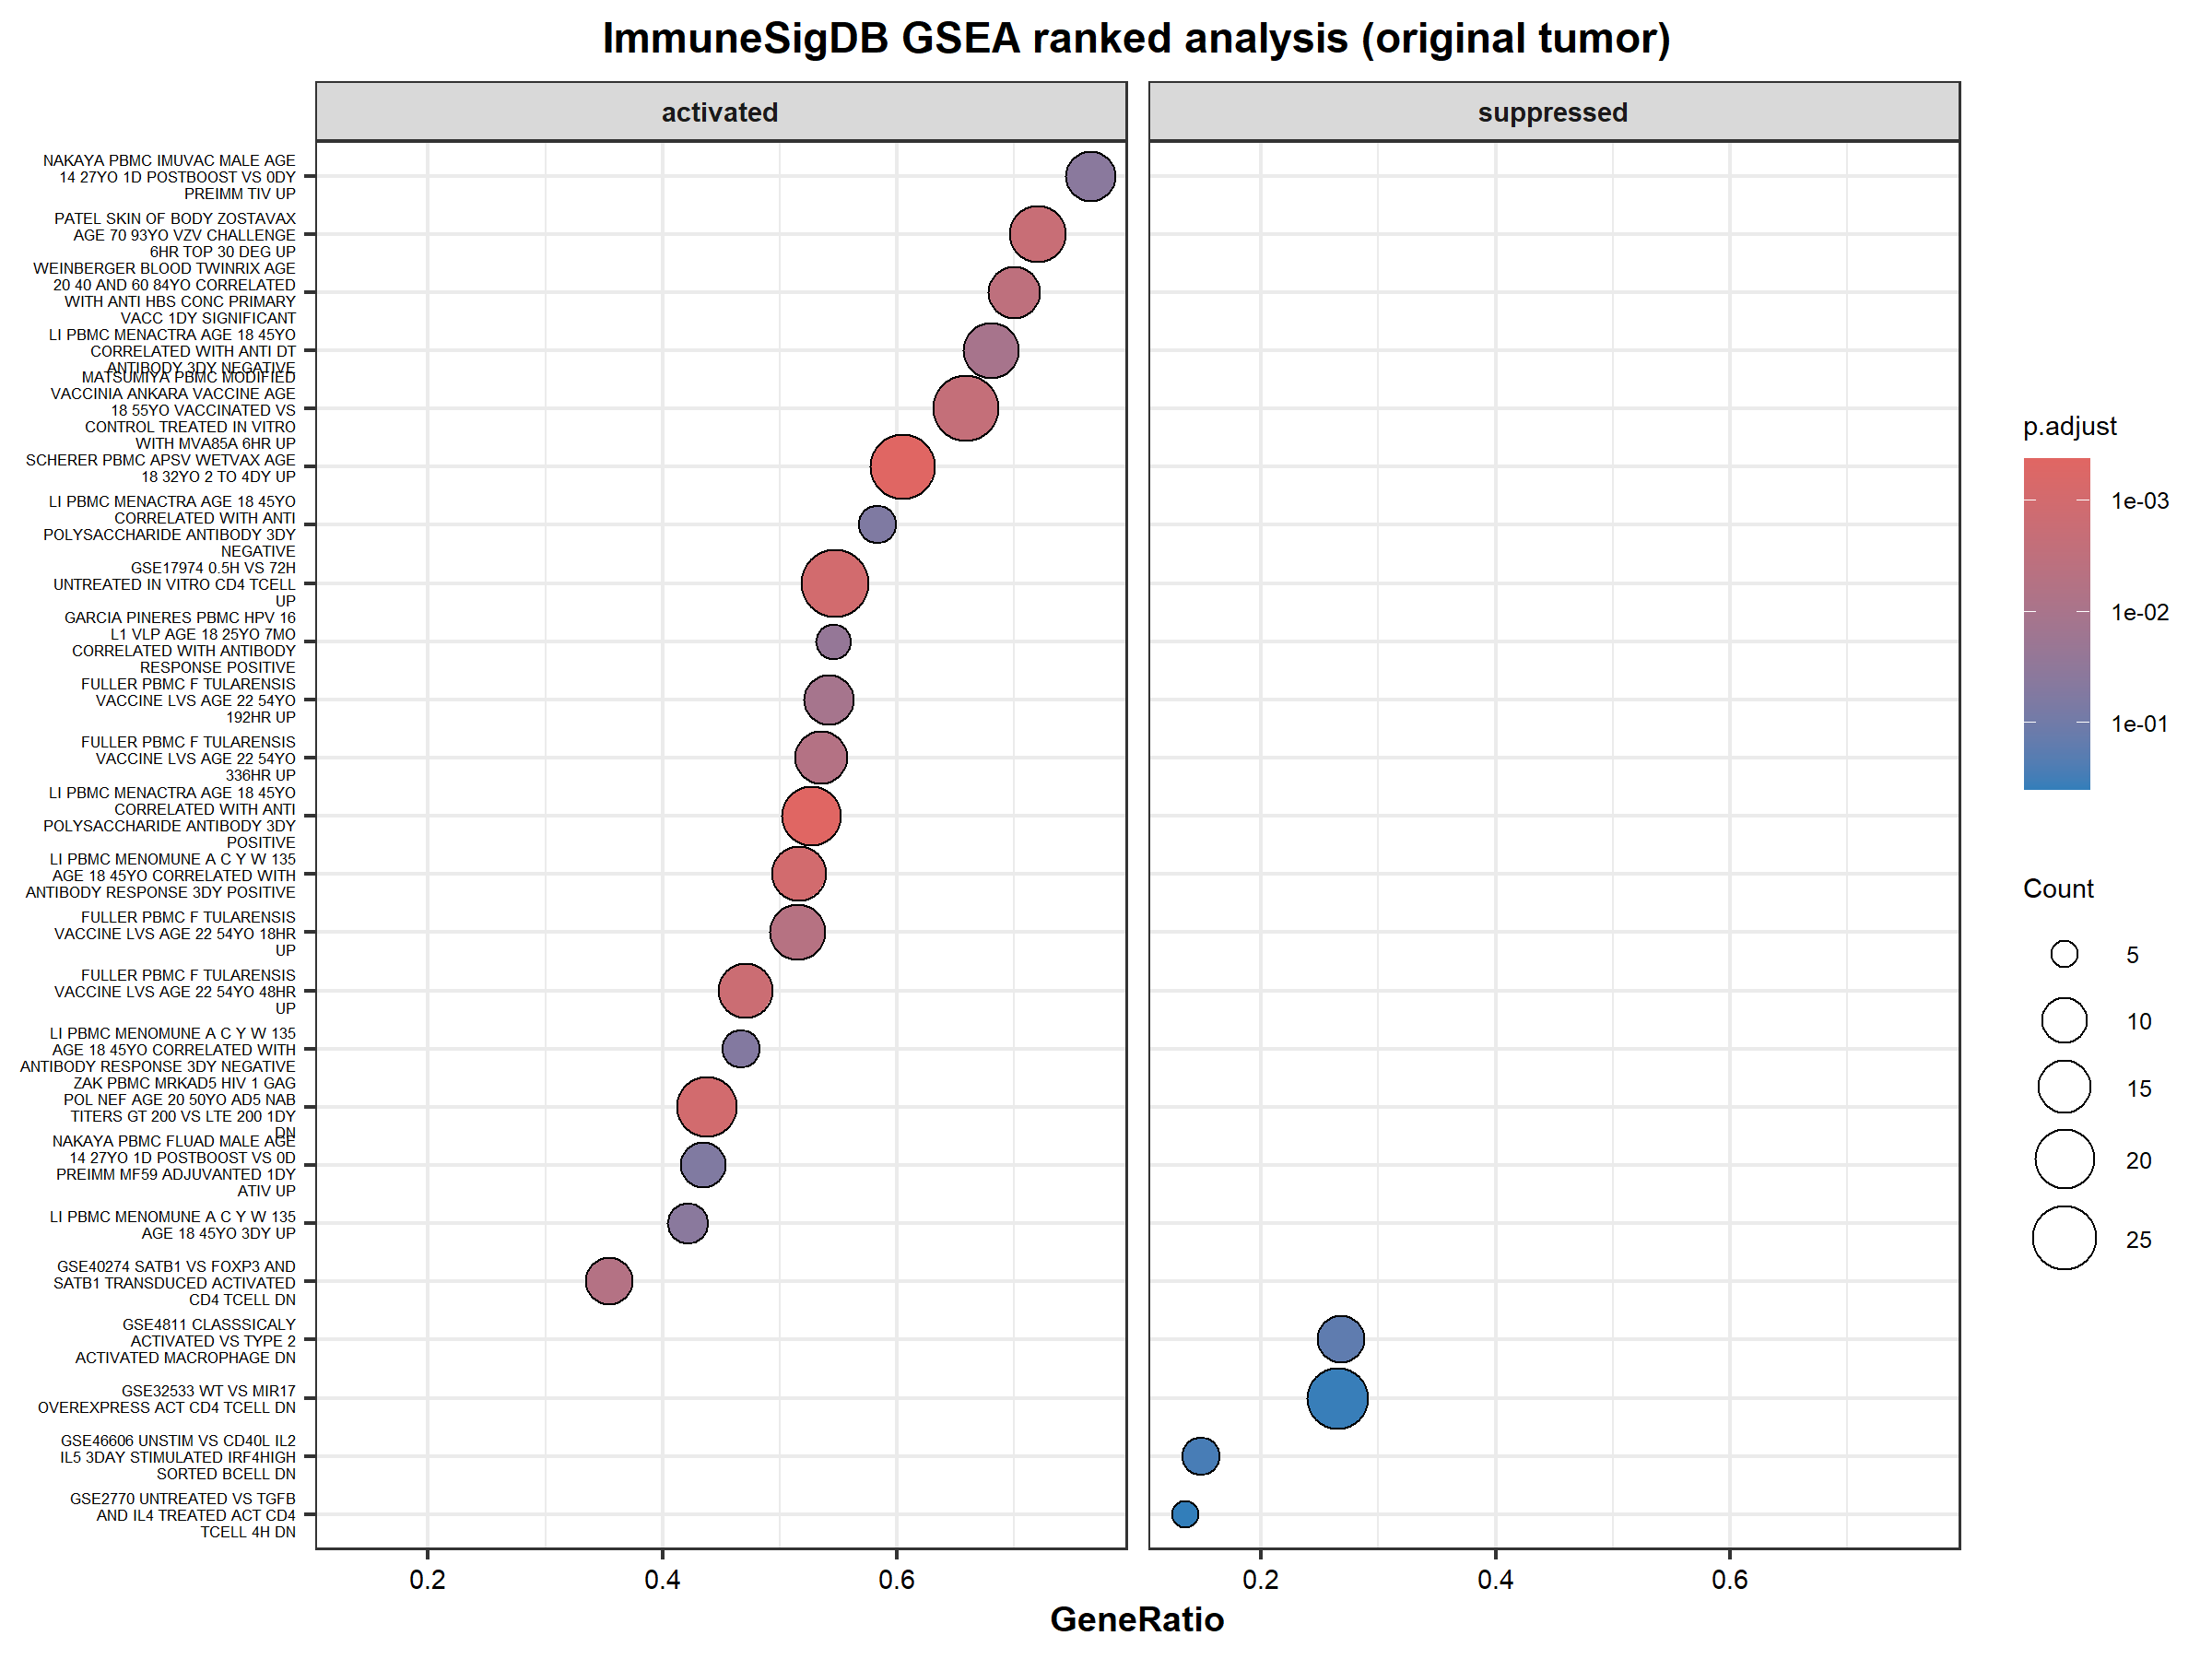 ImmuneSigDB GSEA ranked analysis (original tumor)
activated
suppressed
NAKAYA PBMC IMUVAC MALE AGE
14 27YO 1D POSTBOOST VS 0DY
PREIMM TIV UP
PATEL SKIN OF BODY ZOSTAVAX
AGE 70 93YO VZV CHALLENGE
6HR TOP 30 DEG UP
WEINBERGER BLOOD TWINRIX AGE
20 40 AND 60 84YO CORRELATED
WITH ANTI HBS CONC PRIMARY
VACC 1DY SIGNIFICANT
LI PBMC MENACTRA AGE 18 45YO
CORRELATED WITH ANTI DT
ANTIBODY 3DY NEGATIVE
MATSUMIYA PBMC MODIFIED
VACCINIA ANKARA VACCINE AGE
18 55YO VACCINATED VS
CONTROL TREATED IN VITRO
WITH MVA85A 6HR UP
SCHERER PBMC APSV WETVAX AGE
18 32YO 2 TO 4DY UP
LI PBMC MENACTRA AGE 18 45YO
CORRELATED WITH ANTI
POLYSACCHARIDE ANTIBODY 3DY
NEGATIVE
GSE17974 0.5H VS 72H
UNTREATED IN VITRO CD4 TCELL
UP
GARCIA PINERES PBMC HPV 16
L1 VLP AGE 18 25YO 7MO
CORRELATED WITH ANTIBODY
RESPONSE POSITIVE
FULLER PBMC F TULARENSIS
VACCINE LVS AGE 22 54YO
192HR UP
FULLER PBMC F TULARENSIS
VACCINE LVS AGE 22 54YO
336HR UP
LI PBMC MENACTRA AGE 18 45YO
CORRELATED WITH ANTI
POLYSACCHARIDE ANTIBODY 3DY
POSITIVE
LI PBMC MENOMUNE A C Y W 135
AGE 18 45YO CORRELATED WITH
ANTIBODY RESPONSE 3DY POSITIVE
FULLER PBMC F TULARENSIS
VACCINE LVS AGE 22 54YO 18HR
UP
FULLER PBMC F TULARENSIS
VACCINE LVS AGE 22 54YO 48HR
UP
LI PBMC MENOMUNE A C Y W 135
AGE 18 45YO CORRELATED WITH
ANTIBODY RESPONSE 3DY NEGATIVE
ZAK PBMC MRKAD5 HIV 1 GAG
POL NEF AGE 20 50YO AD5 NAB
TITERS GT 200 VS LTE 200 1DY
DN
NAKAYA PBMC FLUAD MALE AGE
14 27YO 1D POSTBOOST VS 0D
PREIMM MF59 ADJUVANTED 1DY
ATIV UP
LI PBMC MENOMUNE A C Y W 135
AGE 18 45YO 3DY UP
GSE40274 SATB1 VS FOXP3 AND
SATB1 TRANSDUCED ACTIVATED
CD4 TCELL DN
GSE4811 CLASSSICALY
ACTIVATED VS TYPE 2
ACTIVATED MACROPHAGE DN
GSE32533 WT VS MIR17
OVEREXPRESS ACT CD4 TCELL DN
GSE46606 UNSTIM VS CD40L IL2
IL5 3DAY STIMULATED IRF4HIGH
SORTED BCELL DN
GSE2770 UNTREATED VS TGFB
AND IL4 TREATED ACT CD4
TCELL 4H DN
0.2 0.4 0.6
0.2 0.4 0.6
GeneRatio
p.adjust
1e-03
1e-02
1e-01
Count
5
10
15
20
25